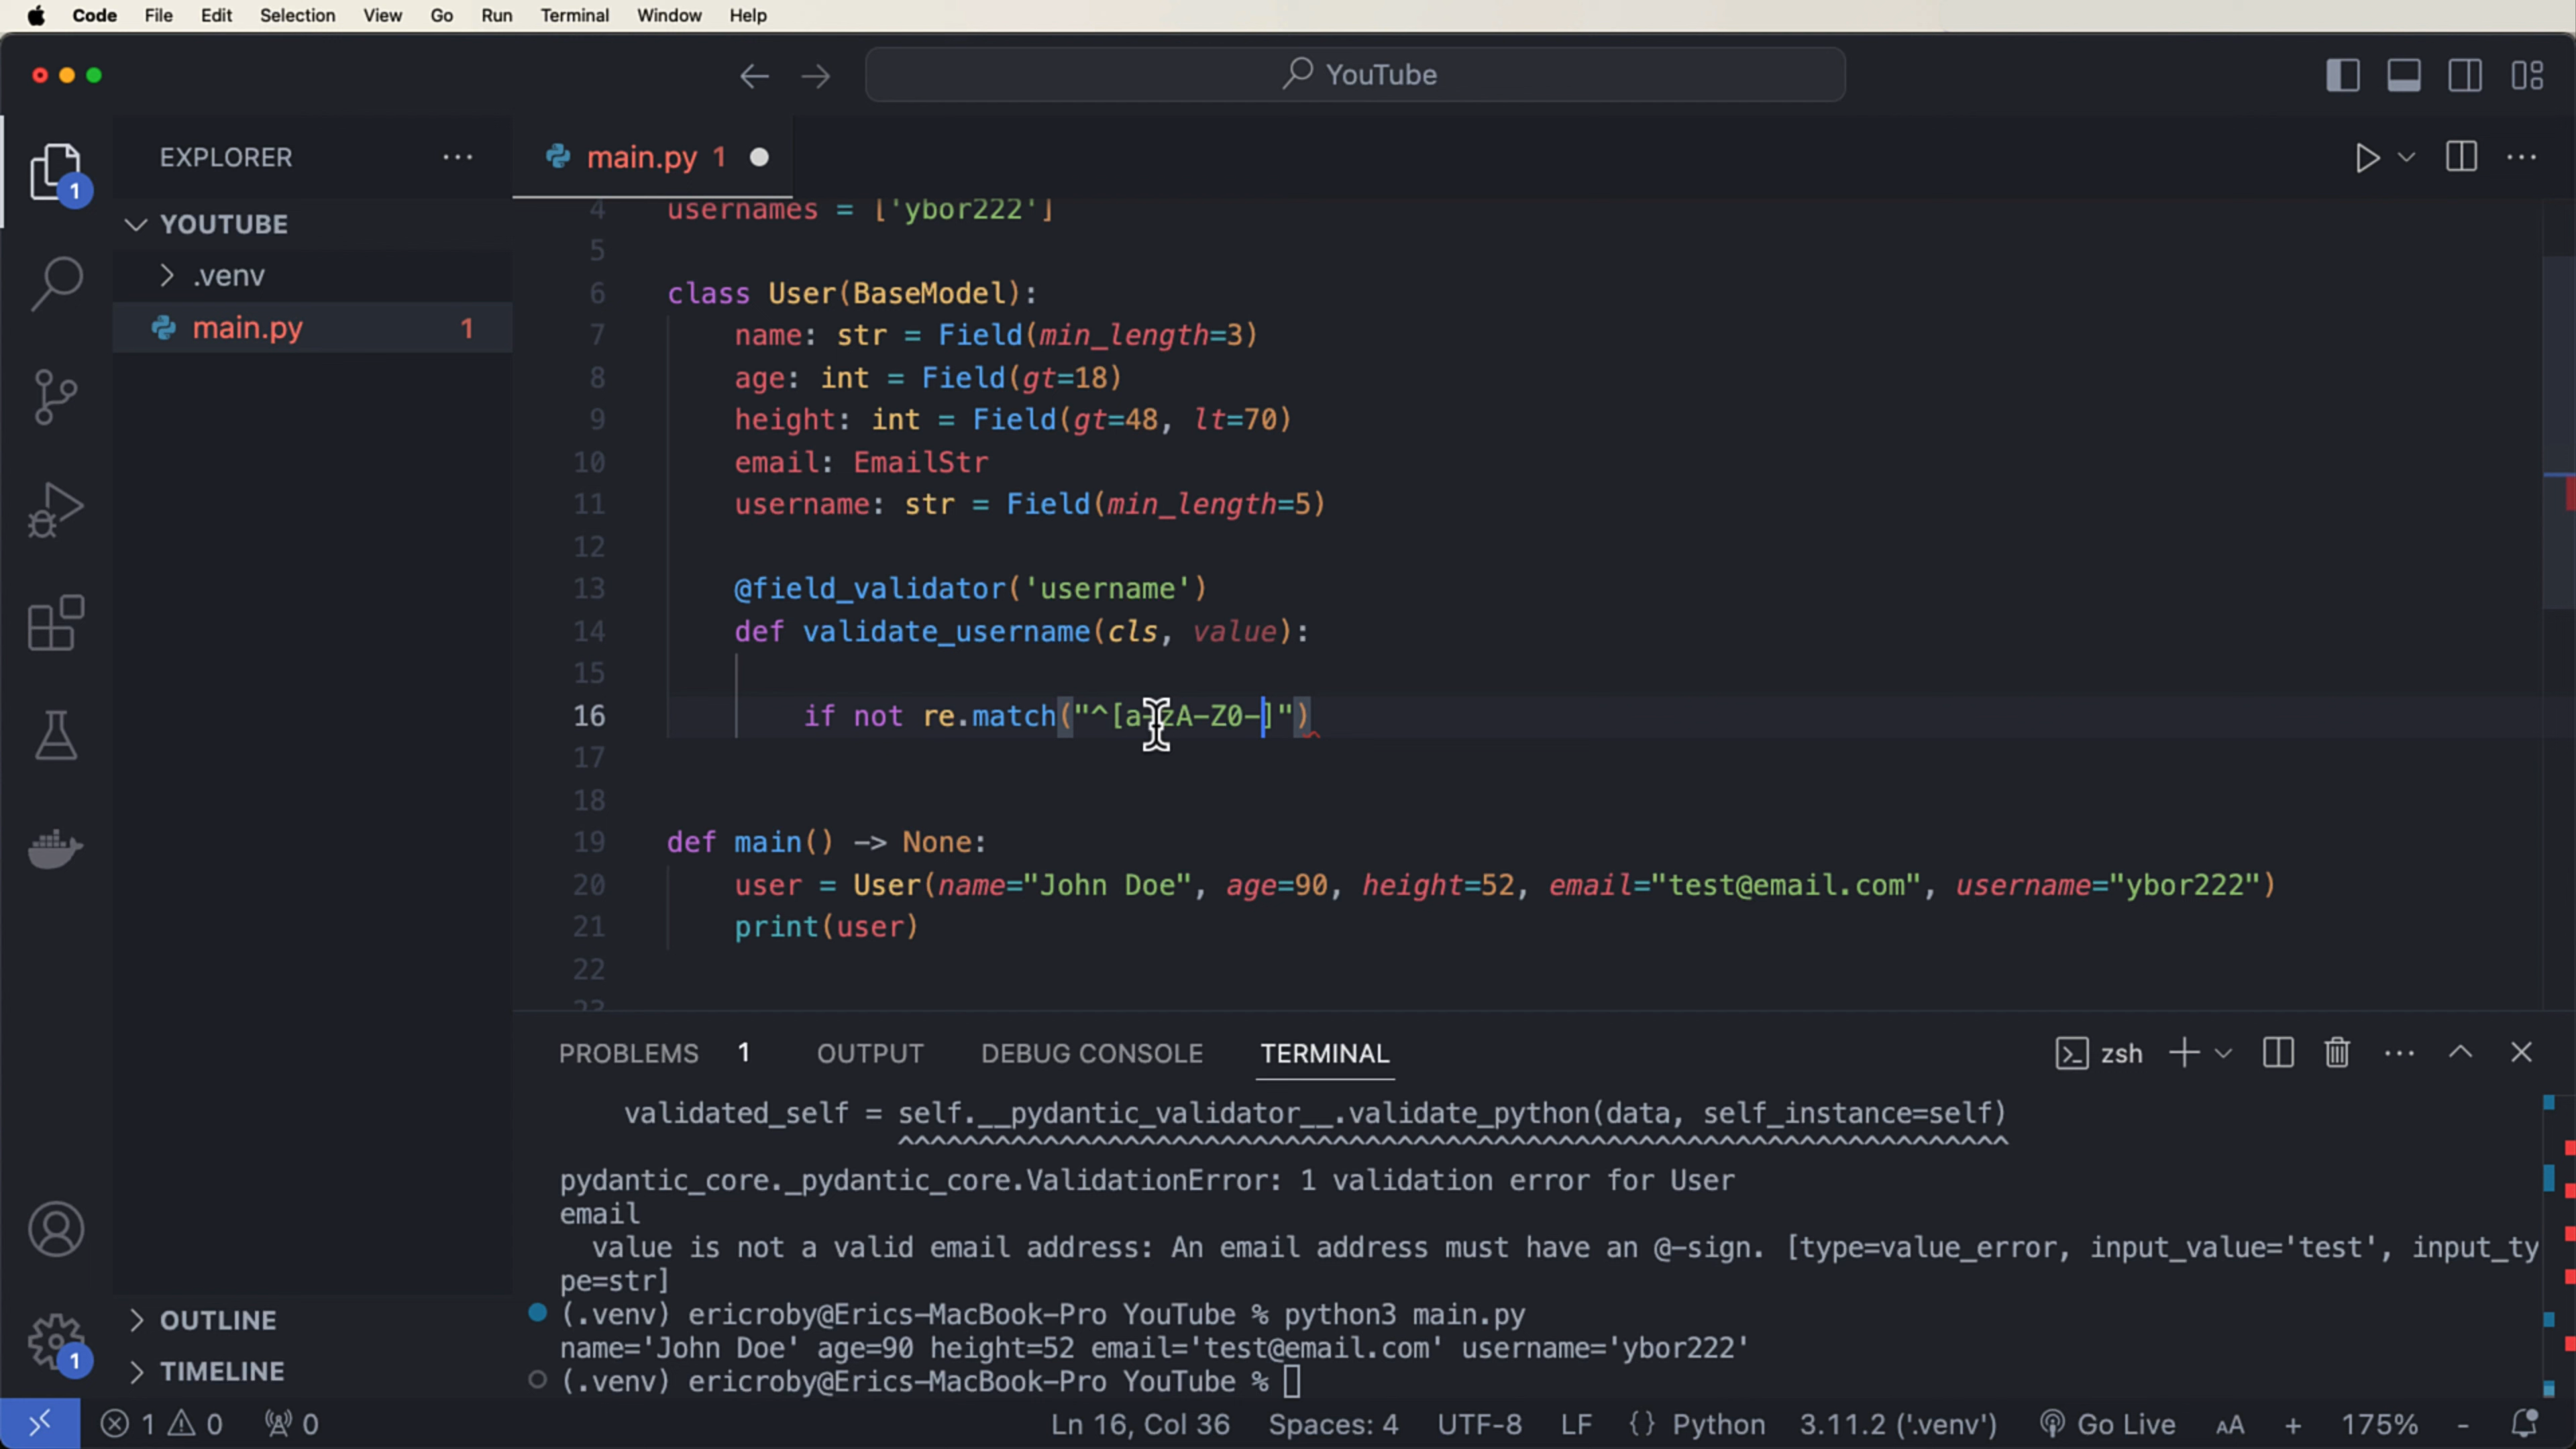 Code File Edit Selection View Go Run Terminal Window Help
YouTube
EXPLORER
main.py 1
1
YOUTUBE
.venv
main.py 1
4 usernames = ['ybor222']
5
6 class User(BaseModel):
7 name: str = Field(min_length=3)
8 age: int = Field(gt=18)
9 height: int = Field(gt=48, lt=70)
10 email: EmailStr
11 username: str = Field(min_length=5)
12
13 @field_validator('username')
14 def validate_username(cls, value):
15
16 if not re.match("^[a-zA-Z0-]")
17
18
19 def main() -> None:
20 user = User(name="John Doe", age=90, height=52, email="test@email.com", username="ybor222")
21 print(user)
22
23
PROBLEMS 1 OUTPUT DEBUG CONSOLE TERMINAL zsh
validated_self = self.__pydantic_validator__.validate_python(data, self_instance=self)
^^^^^^^^^^^^^^^^^^^^^^^^^^^^^^^^^^^^^^^^^^^^^^^^^^^^^^^^^^^^^^^^^^^^^
pydantic_core._pydantic_core.ValidationError: 1 validation error for User
email
value is not a valid email address: An email address must have an @-sign. [type=value_error, input_value='test', input_ty
pe=str]
(.venv) ericroby@Erics-MacBook-Pro YouTube % python3 main.py
name='John Doe' age=90 height=52 email='test@email.com' username='ybor222'
(.venv) ericroby@Erics-MacBook-Pro YouTube %
OUTLINE
1
TIMELINE
1 0 0 Ln 16, Col 36 Spaces: 4 UTF-8 LF {} Python 3.11.2 ('.venv') Go Live AA + 175% -